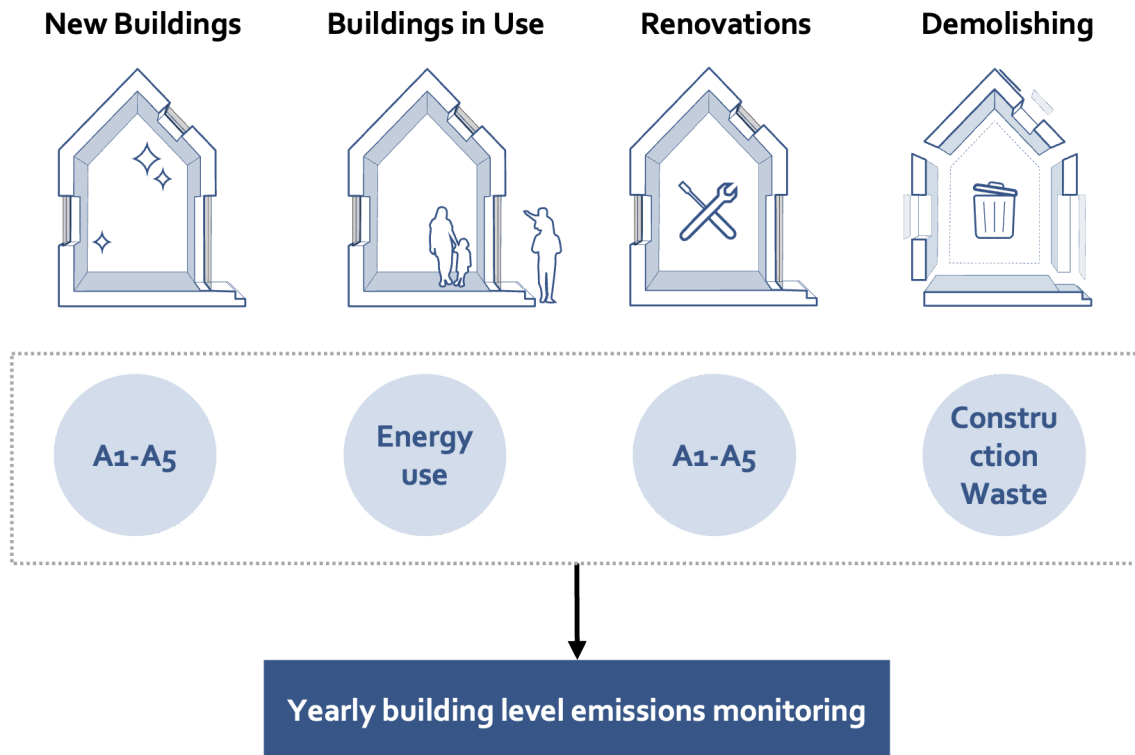 New Buildings
Buildings in Use
Renovations
Demolishing
A1-A5
Energy
use
A1-A5
Constru
ction
Waste
Yearly building level emissions monitoring